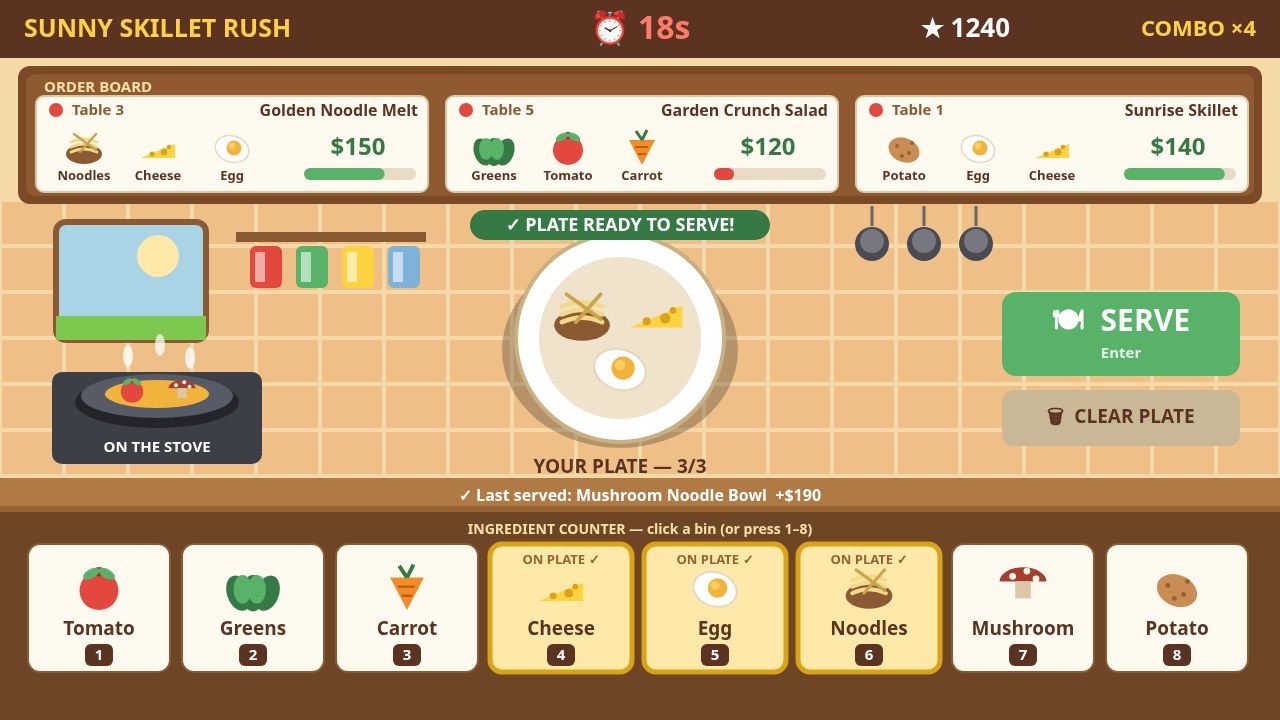 SUNNY SKILLET RUSH
⏰ 18s
★ 1240
COMBO ×4
ORDER BOARD
Table 3
Golden Noodle Melt
Noodles
Cheese
Egg
$150
Table 5
Garden Crunch Salad
Greens
Tomato
Carrot
$120
Table 1
Sunrise Skillet
Potato
Egg
Cheese
$140
✓ PLATE READY TO SERVE!
SERVE
Enter
CLEAR PLATE
ON THE STOVE
YOUR PLATE — 3/3
✓ Last served: Mushroom Noodle Bowl +$190
INGREDIENT COUNTER — click a bin (or press 1–8)
Tomato
1
Greens
2
Carrot
3
ON PLATE ✓
Cheese
4
ON PLATE ✓
Egg
5
ON PLATE ✓
Noodles
6
Mushroom
7
Potato
8